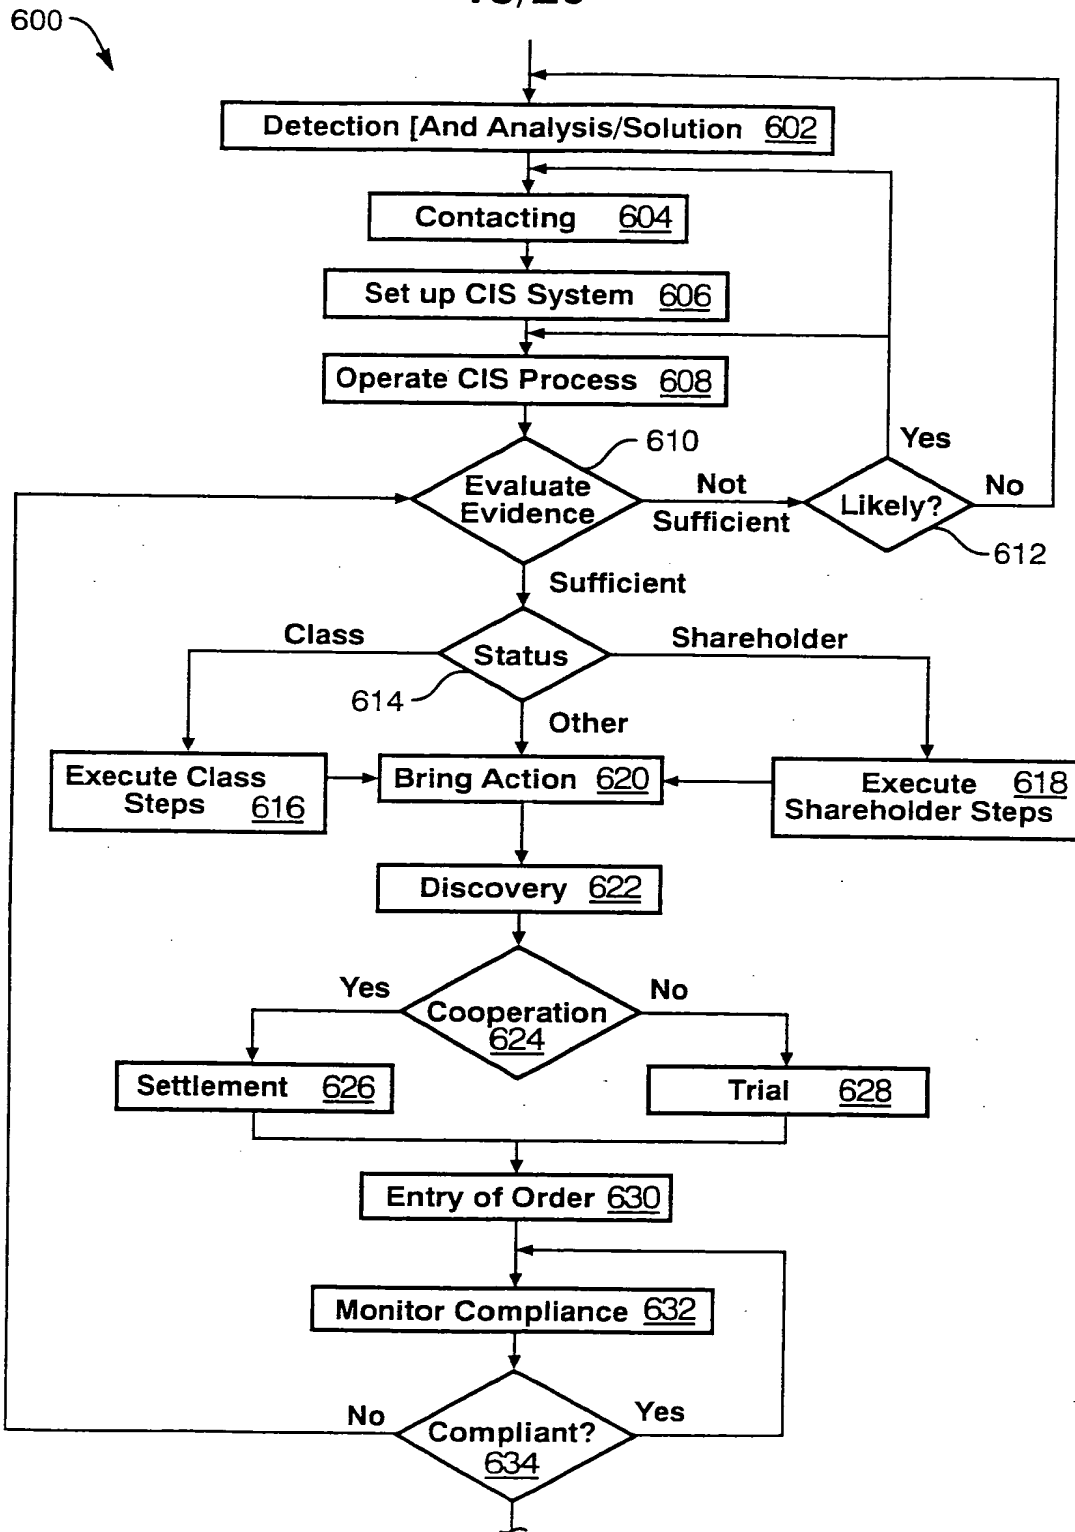 600
Detection [And Analysis/Solution 602
Contacting 604
Set up CIS System 606
Operate CIS Process 608
610
Yes
Evaluate
Evidence
Not
Sufficient
Likely?
No
612
Sufficient
Class
Status
Shareholder
614
Other
Execute Class
Steps 616
Bring Action 620
Execute 618
Shareholder Steps
Discovery 622
Yes
Cooperation
624
No
Settlement 626
Trial 628
Entry of Order 630
Monitor Compliance 632
No
Compliant?
634
Yes